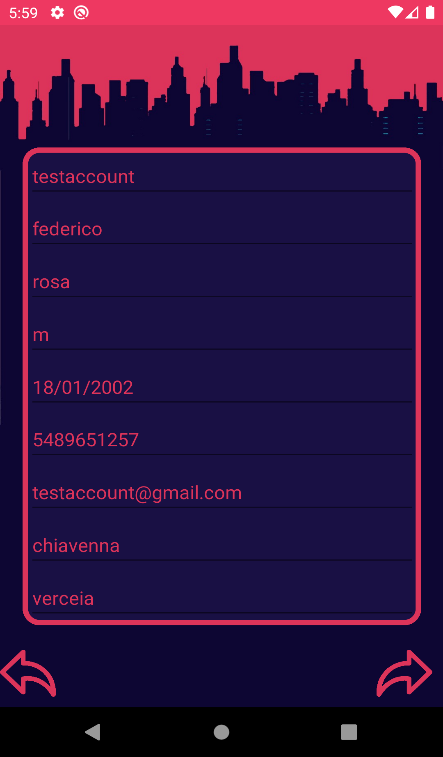 5:59
testaccount
federico
rosa
m
18/01/2002
5489651257
testaccount@gmail.com
chiavenna
verceia